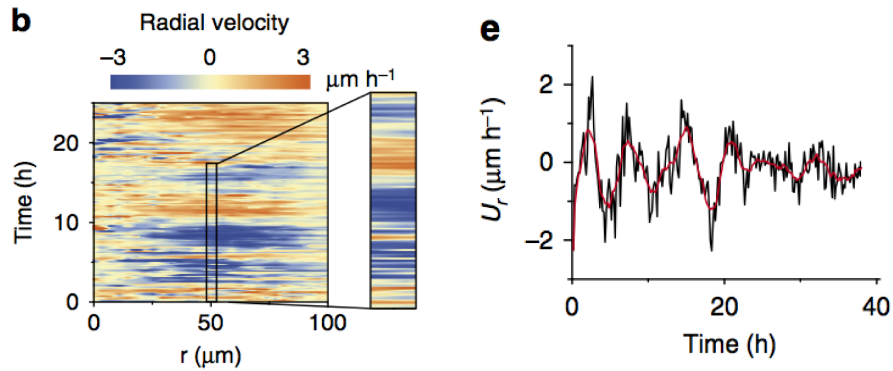 b
Radial velocity
−3 0 3
μm h⁻¹
Time (h)
20
10
0
0 50 100
r (μm)
e
Uᵣ (μm h⁻¹)
2
0
−2
0 20 40
Time (h)